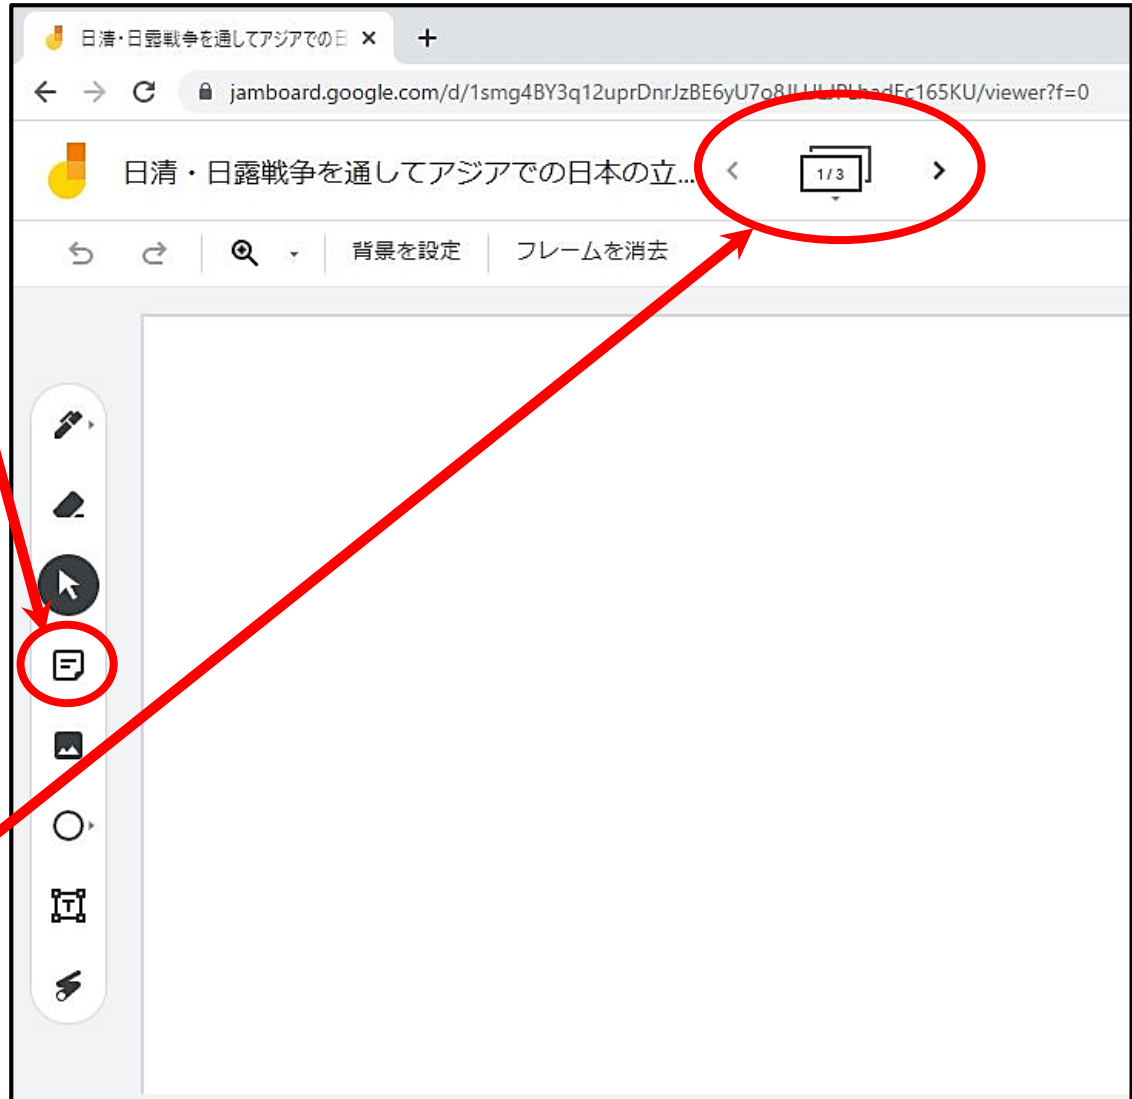 日清・日露戦争を通してアジアでの日
jamboard.google.com/d/1smg4BY3q12uprDnrJzBE6yU7o8JLULJPLhadEc165KU/viewer?f=0
日清・日露戦争を通してアジアでの日本の立...
1/3
背景を設定
フレームを消去